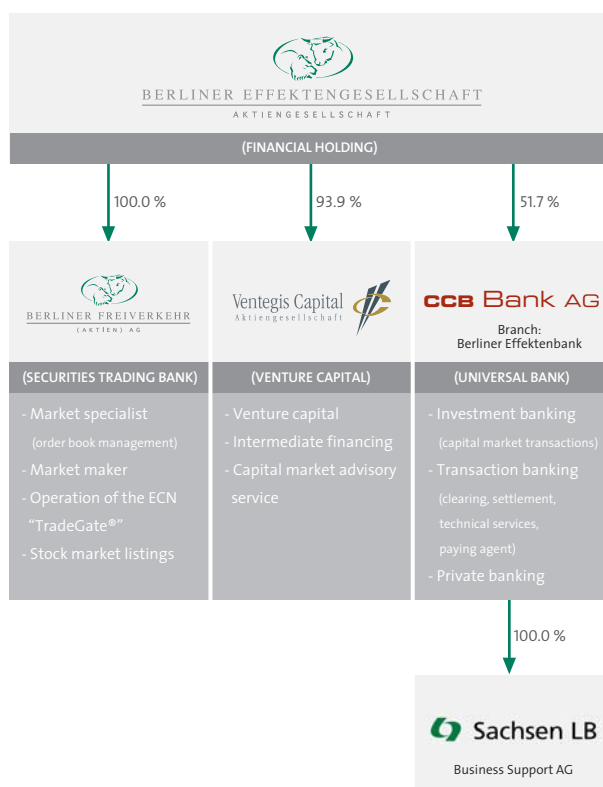 BERLINER EFFEKTENGESELLSCHAFT
AKTIENGESELLSCHAFT
(FINANCIAL HOLDING)
100.0 %
93.9 %
51.7 %
BERLINER FREIVERKEHR
(AKTIEN) AG
(SECURITIES TRADING BANK)
- Market specialist
(order book management)
- Market maker
- Operation of the ECN
“TradeGate®”
- Stock market listings
Ventegis Capital
Aktiengesellschaft
(VENTURE CAPITAL)
- Venture capital
- Intermediate financing
- Capital market advisory
service
CCB Bank AG
Branch:
Berliner Effektenbank
(UNIVERSAL BANK)
- Investment banking
(capital market transactions)
- Transaction banking
(clearing, settlement,
technical services,
paying agent)
- Private banking
100.0 %
Sachsen LB
Business Support AG